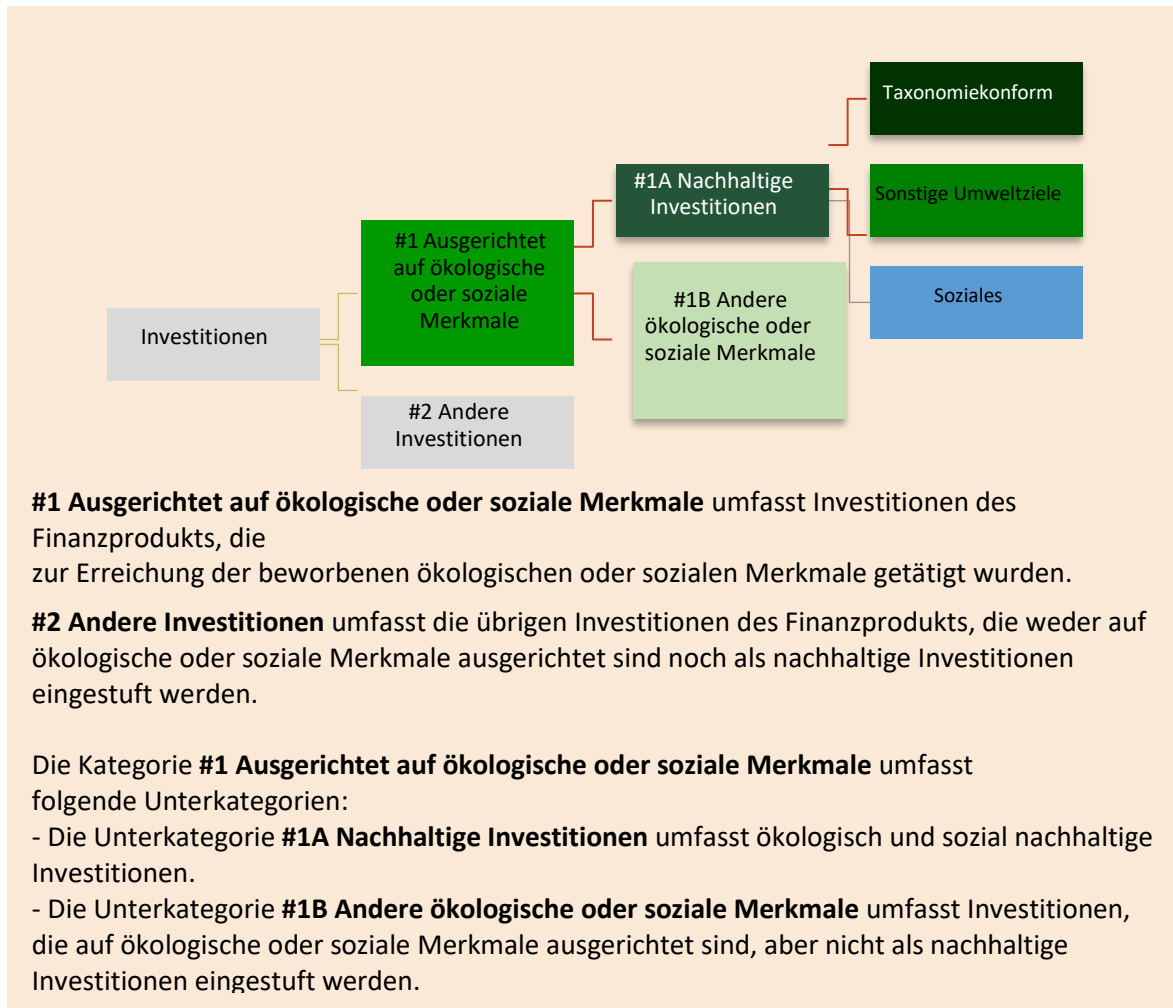 Taxonomiekonform
#1A Nachhaltige
Investitionen
Sonstige Umweltziele
#1 Ausgerichtet
auf ökologische
oder soziale
Merkmale
#1B Andere
ökologische oder
soziale Merkmale
Soziales
Investitionen
#2 Andere
Investitionen
#1 Ausgerichtet auf ökologische oder soziale Merkmale umfasst Investitionen des
Finanzprodukts, die
zur Erreichung der beworbenen ökologischen oder sozialen Merkmale getätigt wurden.
#2 Andere Investitionen umfasst die übrigen Investitionen des Finanzprodukts, die weder auf
ökologische oder soziale Merkmale ausgerichtet sind noch als nachhaltige Investitionen
eingestuft werden.
Die Kategorie #1 Ausgerichtet auf ökologische oder soziale Merkmale umfasst
folgende Unterkategorien:
- Die Unterkategorie #1A Nachhaltige Investitionen umfasst ökologisch und sozial nachhaltige
Investitionen.
- Die Unterkategorie #1B Andere ökologische oder soziale Merkmale umfasst Investitionen,
die auf ökologische oder soziale Merkmale ausgerichtet sind, aber nicht als nachhaltige
Investitionen eingestuft werden.